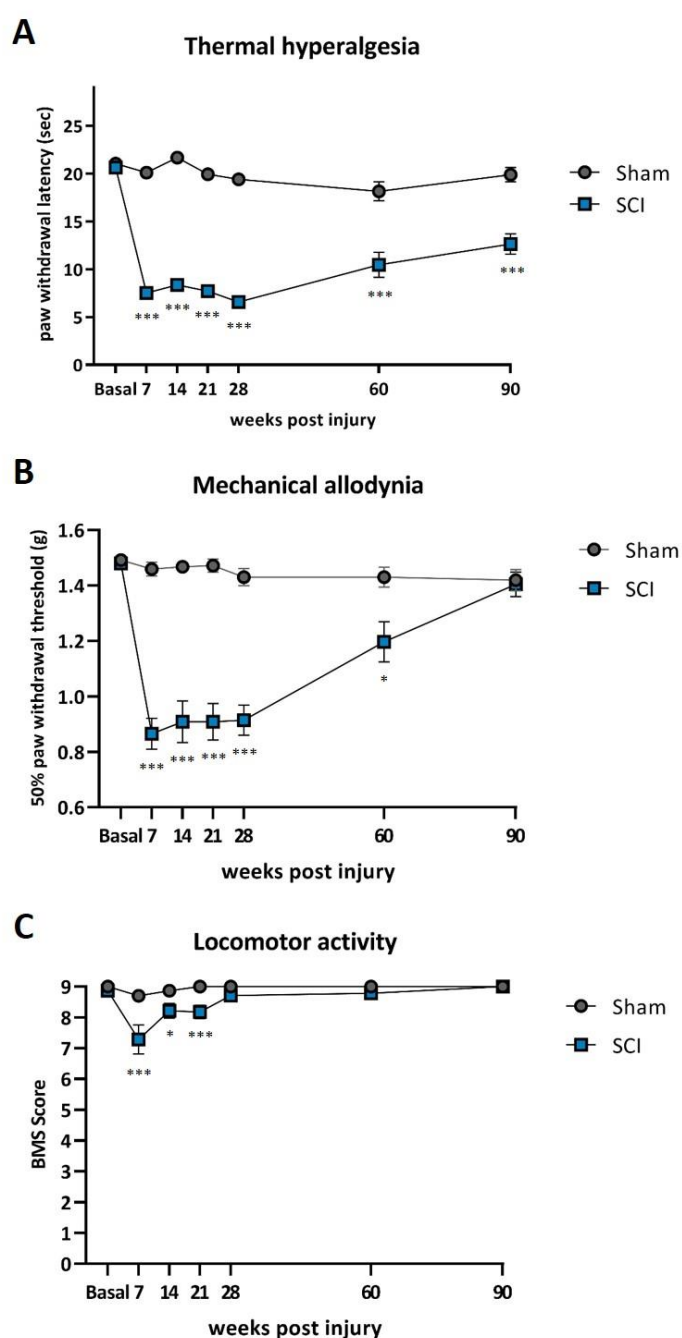 A
Thermal hyperalgesia
paw withdrawal latency (sec)
25
20
15
10
5
0
Sham
SCI
***
***
***
***
***
***
Basal 7 14 21 28 60 90
weeks post injury
B
Mechanical allodynia
50% paw withdrawal threshold (g)
1.6
1.4
1.2
1.0
0.8
0.6
Sham
SCI
***
***
***
***
*
Basal 7 14 21 28 60 90
weeks post injury
C
Locomotor activity
BMS Score
9
8
7
6
5
4
3
2
1
0
Sham
SCI
***
*
***
Basal 7 14 21 28 60 90
weeks post injury